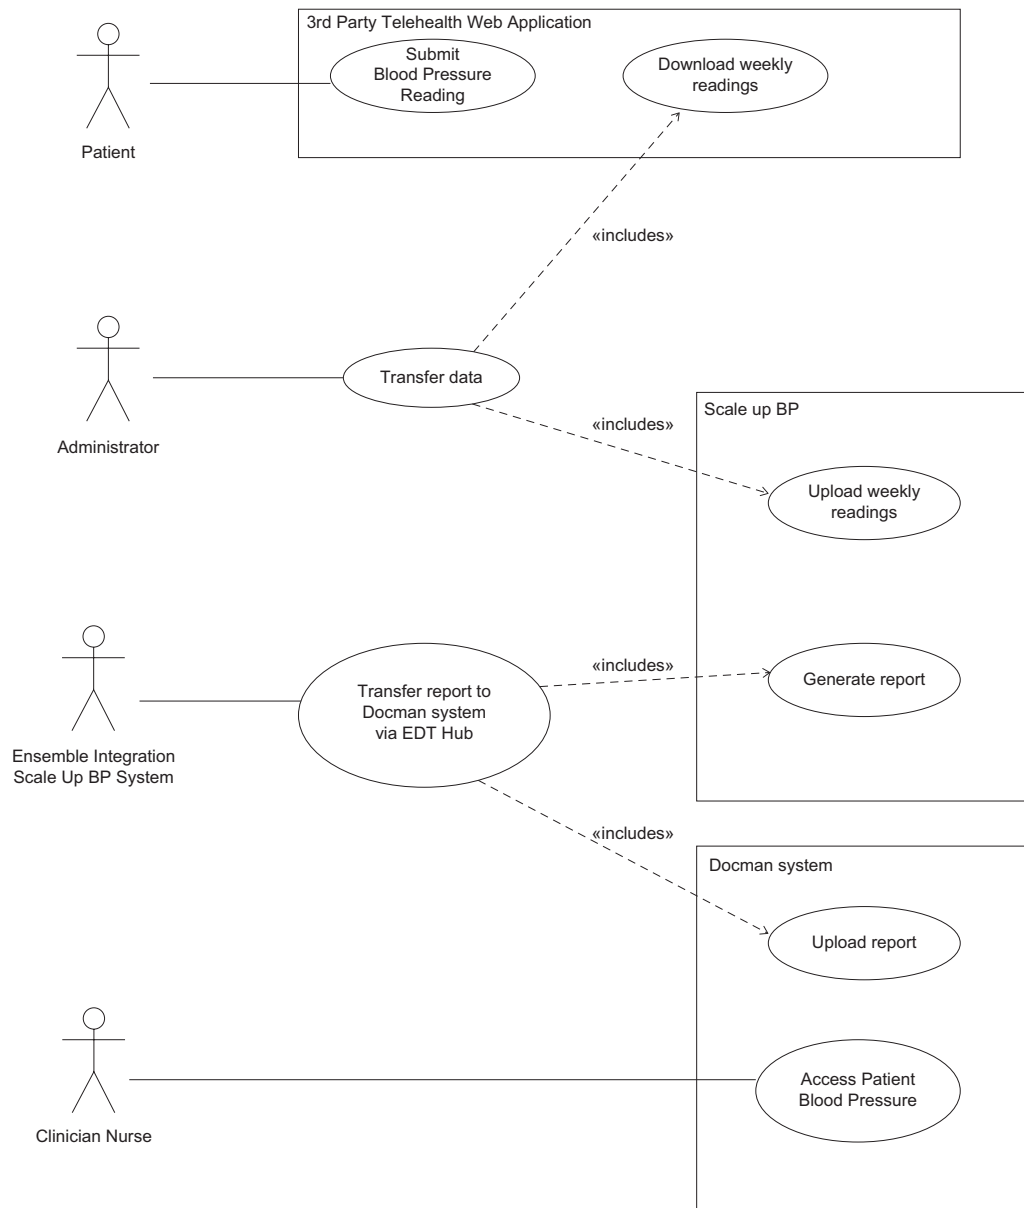 3rd Party Telehealth Web Application
Submit
Blood Pressure
Reading
Download weekly
readings
Patient
«includes»
Transfer data
Administrator
Scale up BP
«includes»
Upload weekly
readings
«includes»
Generate report
Transfer report to
Docman system
via EDT Hub
Ensemble Integration
Scale Up BP System
«includes»
Docman system
Upload report
Access Patient
Blood Pressure
Clinician Nurse